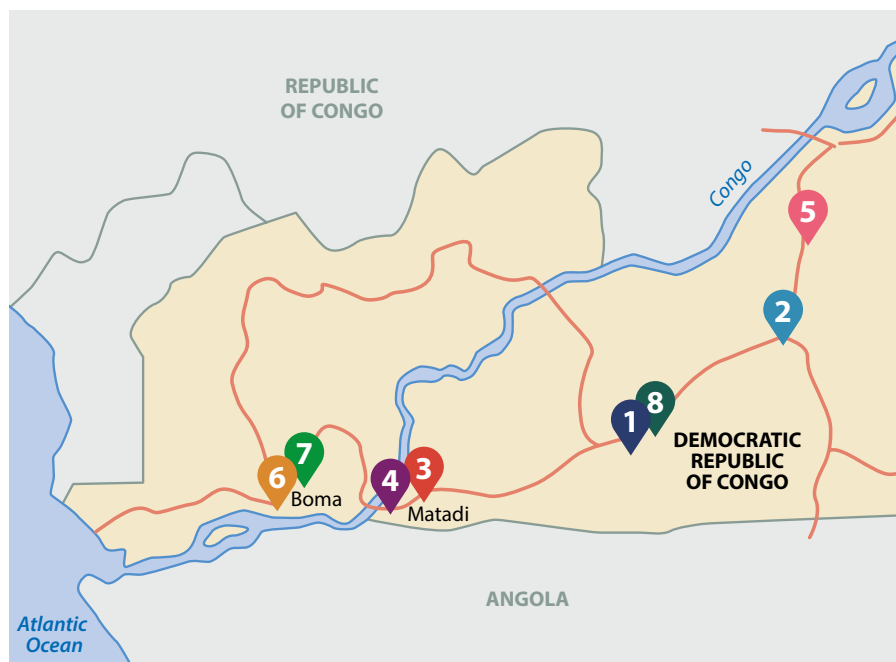 REPUBLIC
OF CONGO
Congo
5
2
8
1
DEMOCRATIC
REPUBLIC
OF CONGO
7
6
3
4
Boma
Matadi
ANGOLA
Atlantic
Ocean